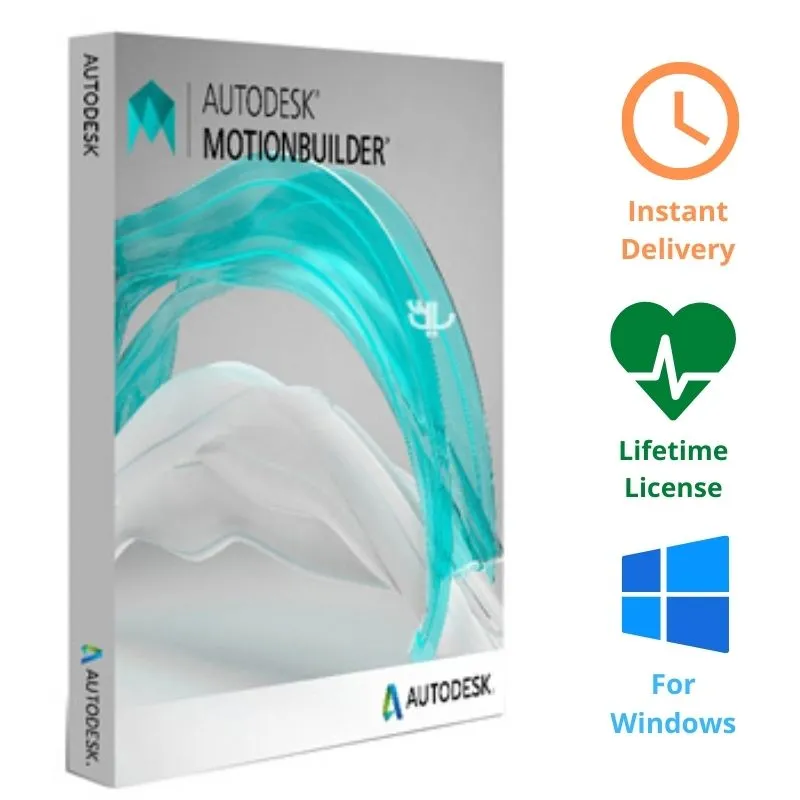 AUTODESK
AUTODESK®
MOTIONBUILDER®
AUTODESK.
AUTODESK.
Instant
Delivery
Lifetime
License
For
Windows